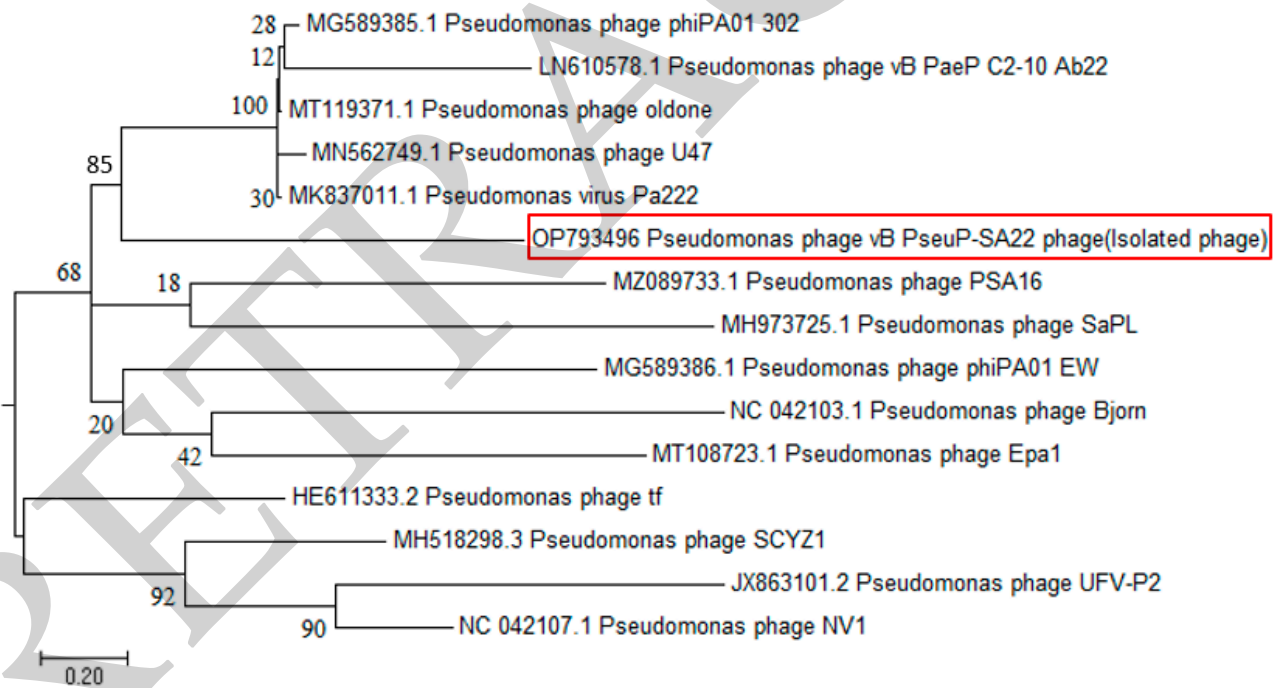 28
MG589385.1 Pseudomonas phage phiPA01 302
12
LN610578.1 Pseudomonas phage vB PaeP C2-10 Ab22
100
MT119371.1 Pseudomonas phage oldone
MN562749.1 Pseudomonas phage U47
85
30
MK837011.1 Pseudomonas virus Pa222
OP793496 Pseudomonas phage vB PseuP-SA22 phage(Isolated phage)
68
18
MZ089733.1 Pseudomonas phage PSA16
MH973725.1 Pseudomonas phage SaPL
MG589386.1 Pseudomonas phage phiPA01 EW
NC 042103.1 Pseudomonas phage Bjorn
20
42
MT108723.1 Pseudomonas phage Epa1
HE611333.2 Pseudomonas phage tf
MH518298.3 Pseudomonas phage SCYZ1
92
JX863101.2 Pseudomonas phage UFV-P2
90
NC 042107.1 Pseudomonas phage NV1
0.20
RETRAC